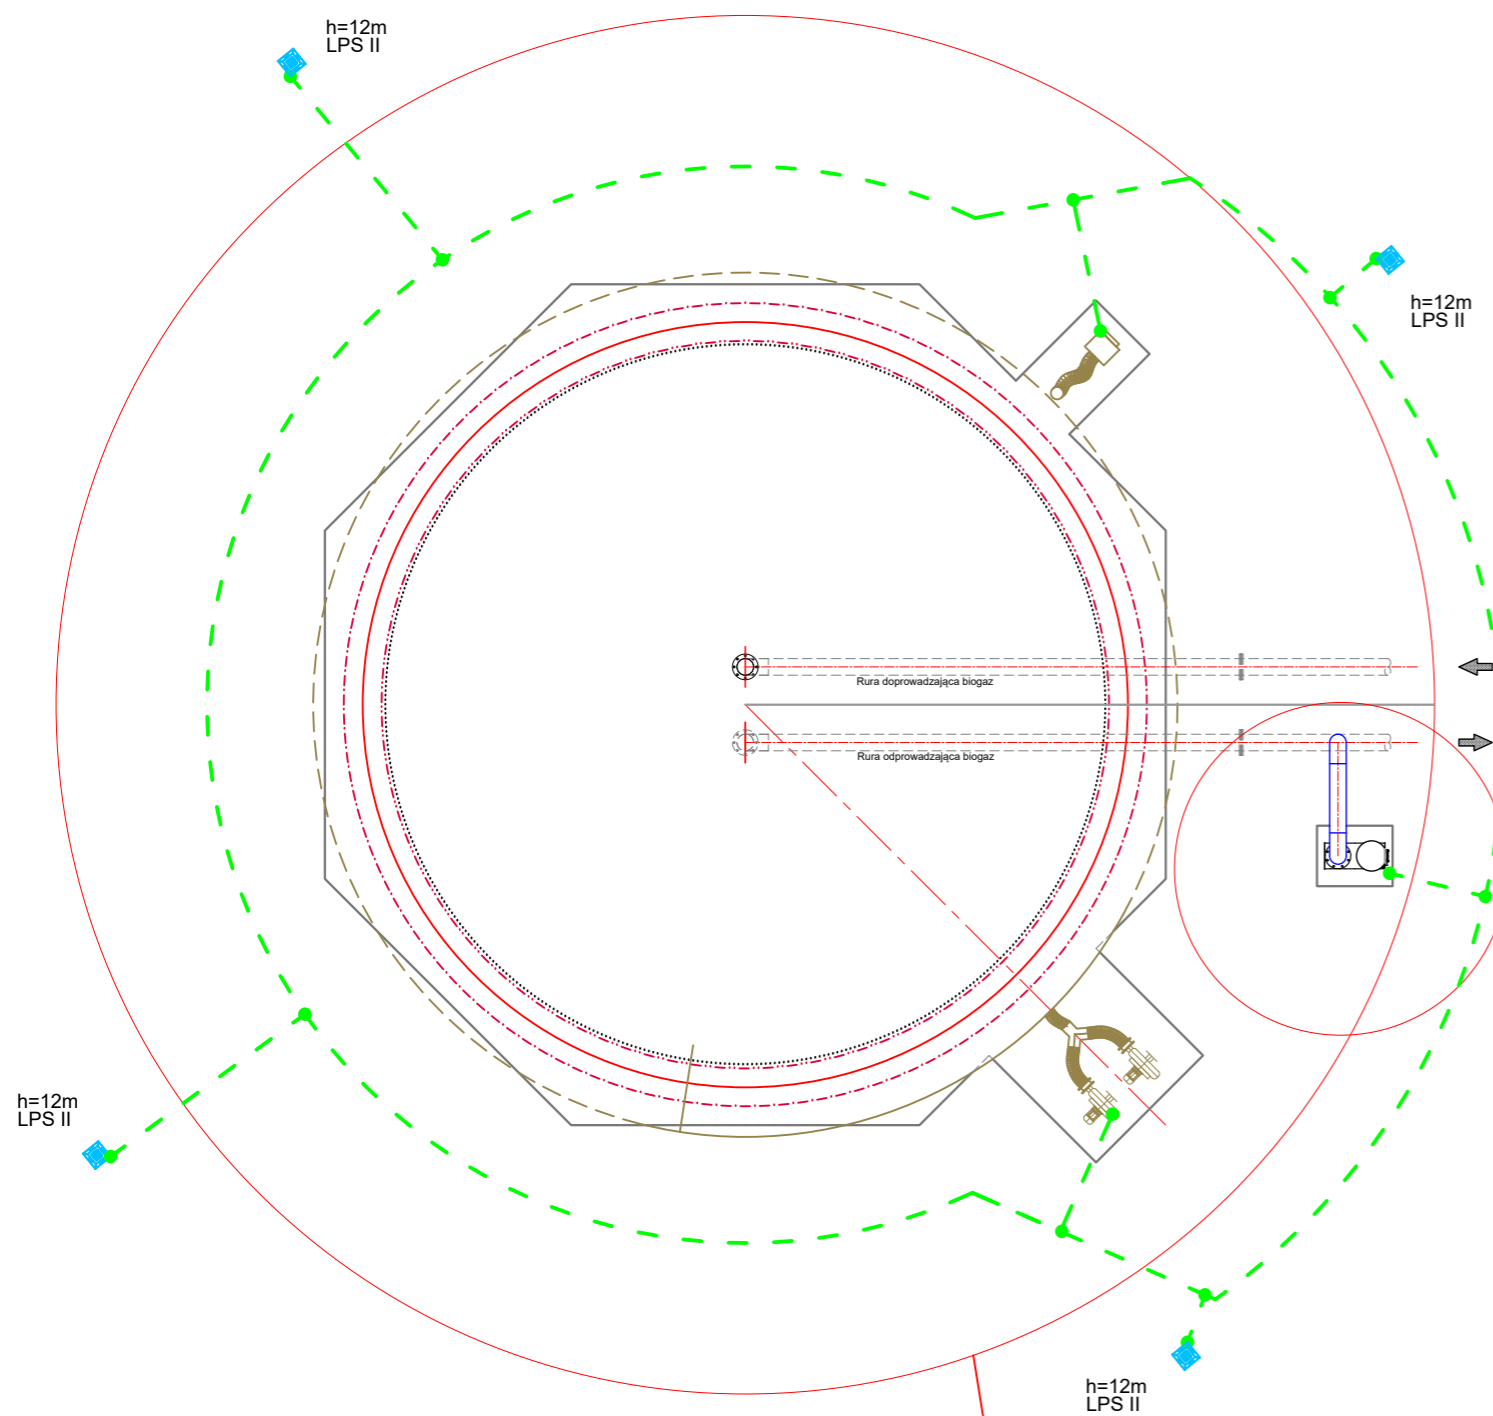 h=12m
LPS II
h=12m
LPS II
Rura doprowadzająca biogaz
Rura odprowadzająca biogaz
h=12m
LPS II
h=12m
LPS II